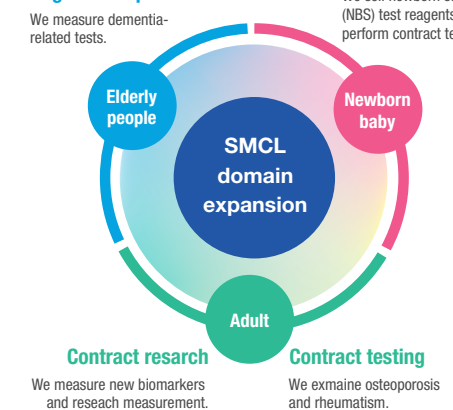 We measure dementia-
related tests.
(NBS) test reagents
perform contract te
Elderly
people
Newborn
baby
SMCL
domain
expansion
Adult
Contract resarch
We measure new biomarkers
and reseach measurement.
Contract testing
We exmaine osteoporosis
and rheumatism.